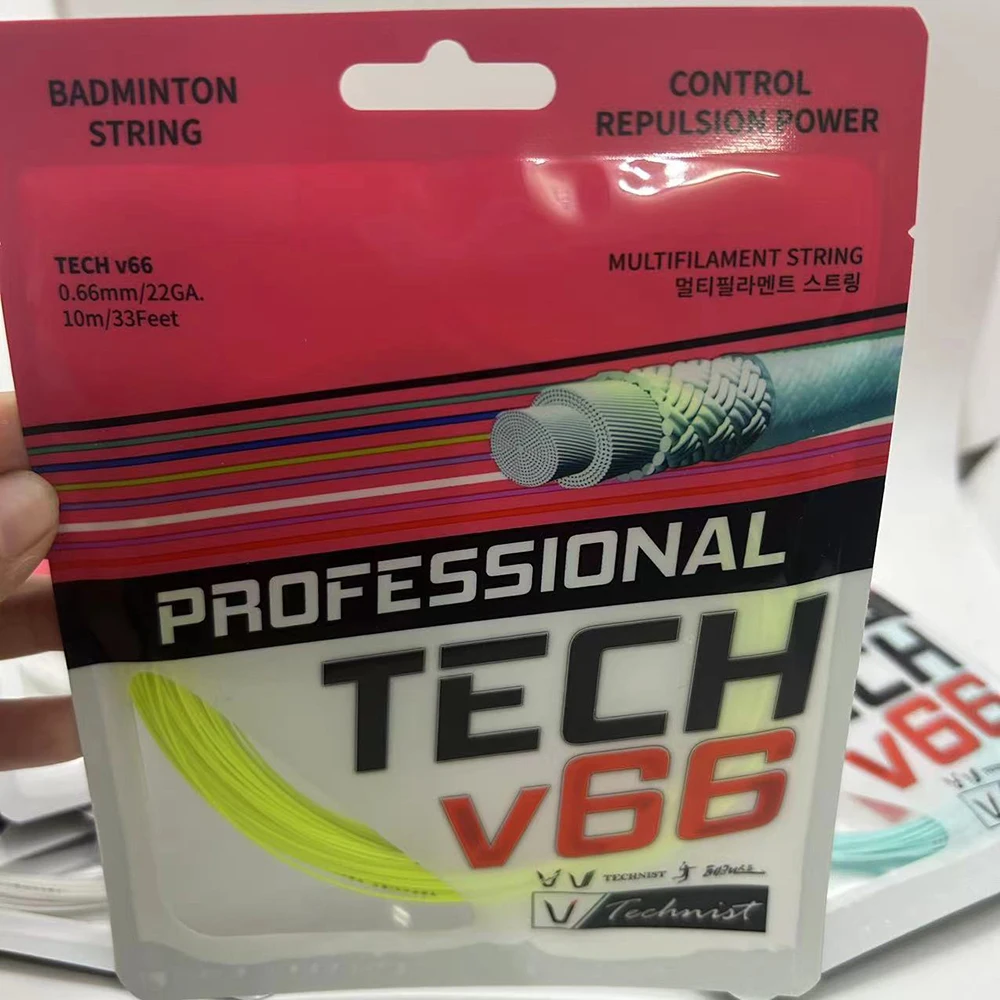 BADMINTON
STRING
CONTROL
REPULSION POWER
TECH v66
0.66mm/22GA.
10m/33Feet
MULTIFILAMENT STRING
멀티필라멘트 스트링
PROFESSIONAL
TECH
v66
TECHNIST
Technist
CH
v66